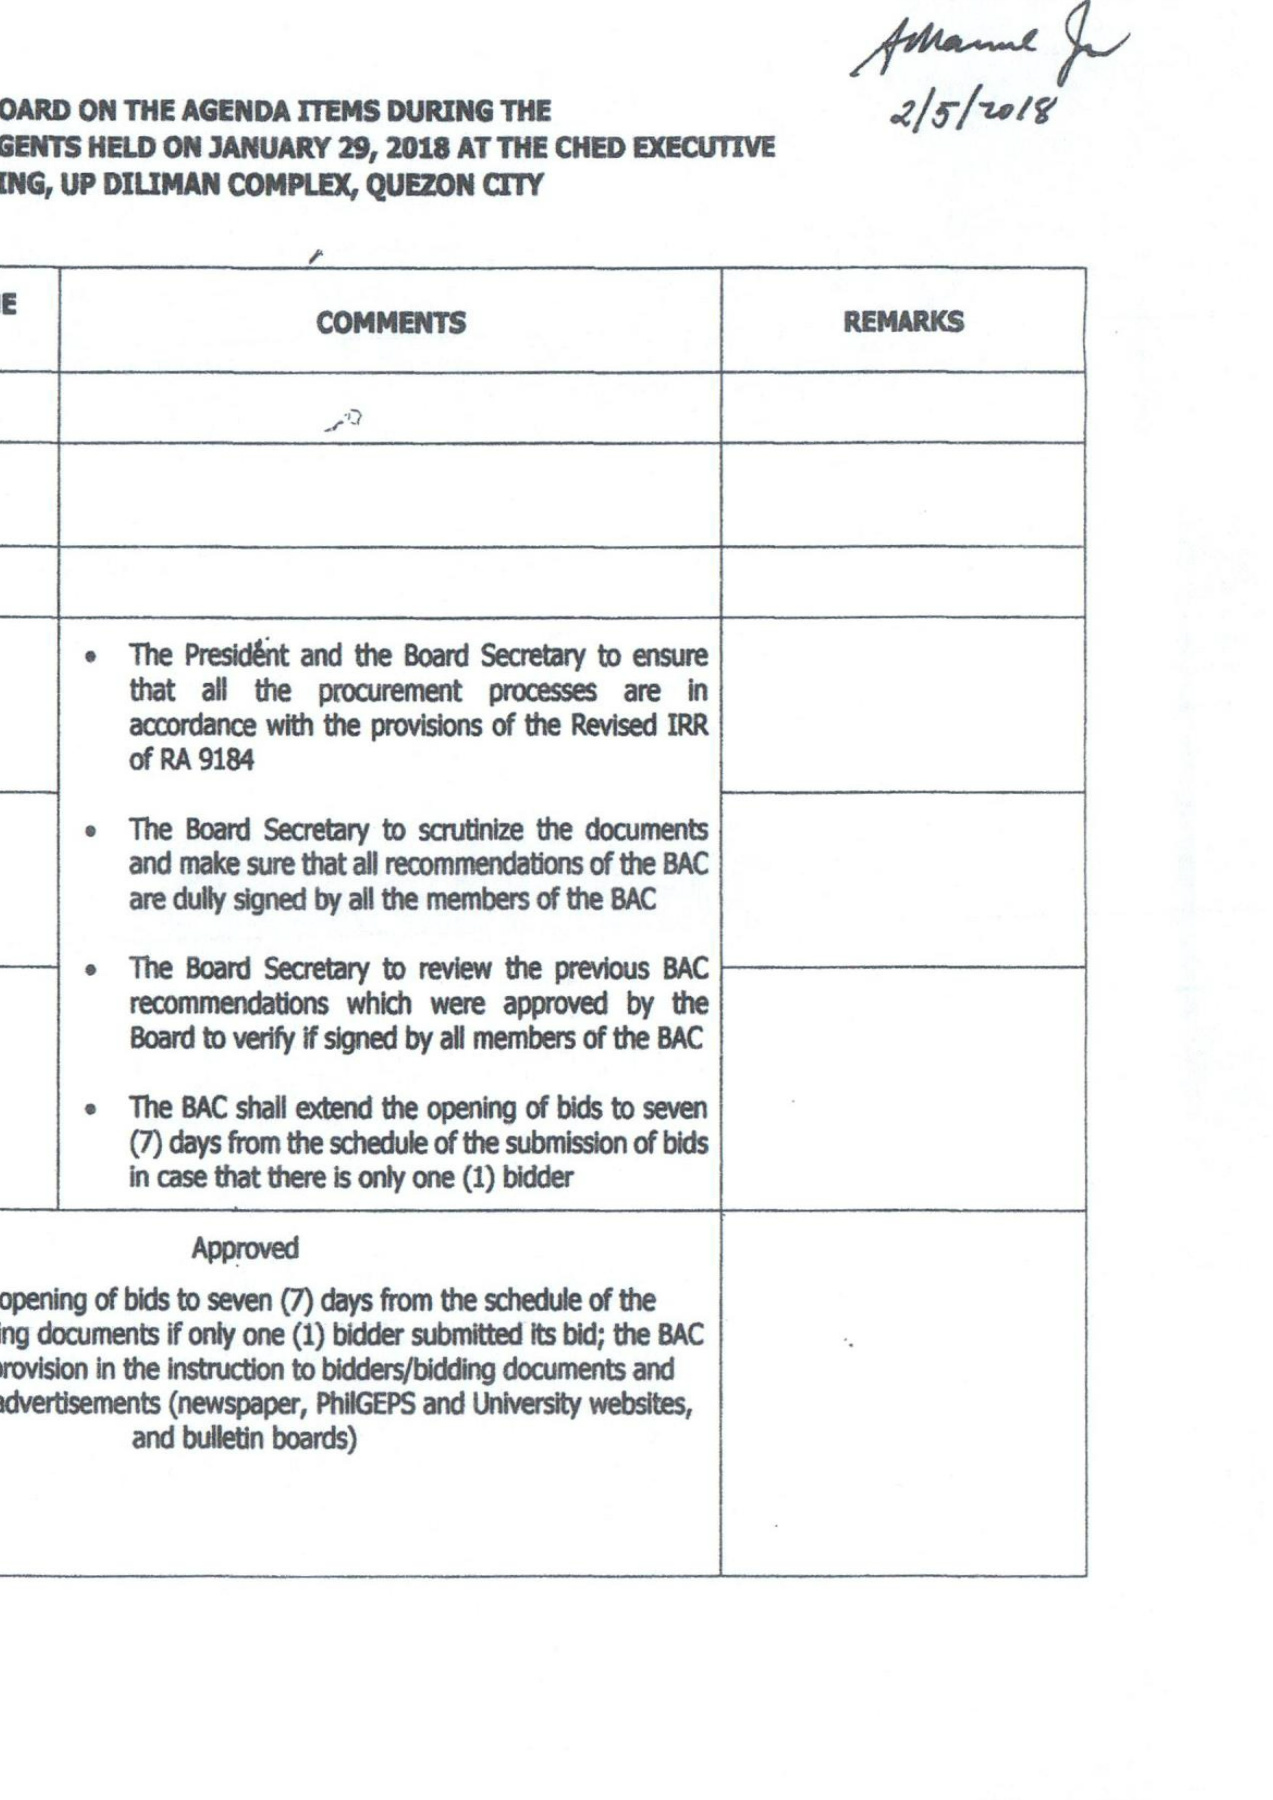 2/5/2018
OARD ON THE AGENDA ITEMS DURING THE
GENTS HELD ON JANUARY 29, 2018 AT THE CHED EXECUTIVE
ING, UP DILIMAN COMPLEX, QUEZON CITY
E
COMMENTS
REMARKS
• The President and the Board Secretary to ensure
that all the procurement processes are in
accordance with the provisions of the Revised IRR
of RA 9184
• The Board Secretary to scrutinize the documents
and make sure that all recommendations of the BAC
are dully signed by all the members of the BAC
• The Board Secretary to review the previous BAC
recommendations which were approved by the
Board to verify if signed by all members of the BAC
• The BAC shall extend the opening of bids to seven
(7) days from the schedule of the submission of bids
in case that there is only one (1) bidder
Approved
opening of bids to seven (7) days from the schedule of the
ing documents if only one (1) bidder submitted its bid; the BAC
rovision in the instruction to bidders/bidding documents and
advertisements (newspaper, PhilGEPS and University websites,
and bulletin boards)